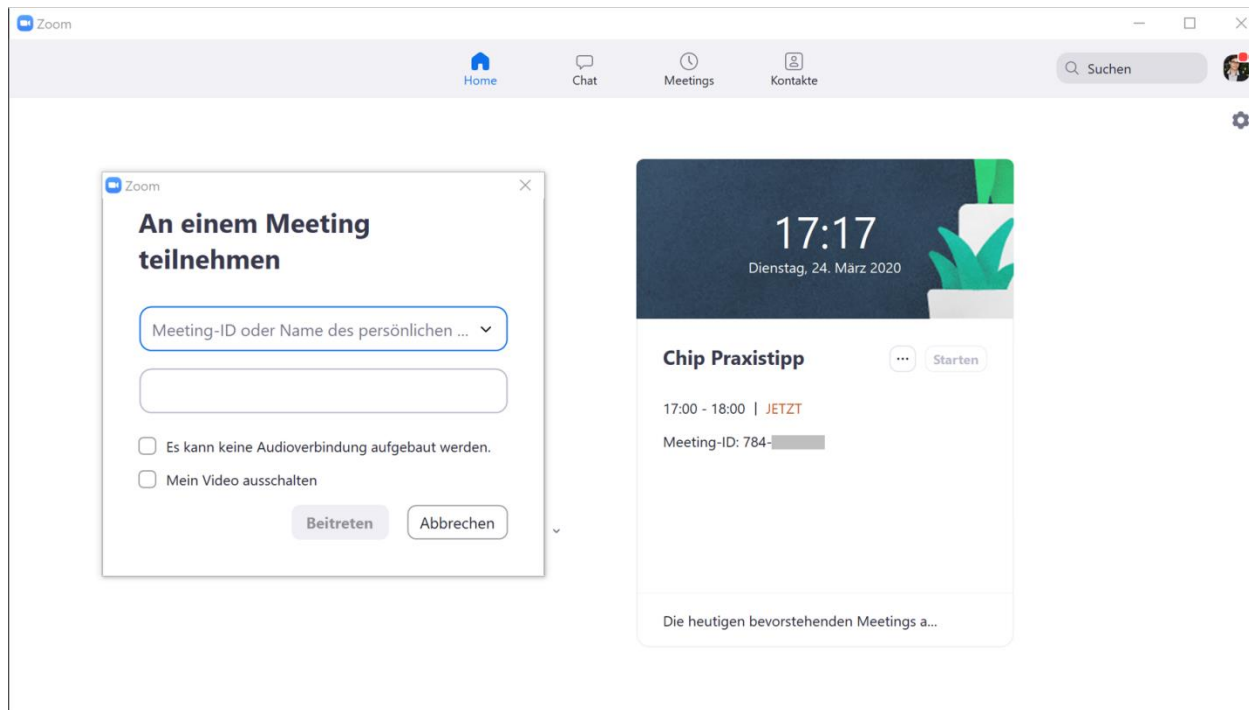 Zoom
Home
Chat
Meetings
Kontakte
Suchen
Zoom
An einem Meeting
teilnehmen
Meeting-ID oder Name des persönlichen ...
Es kann keine Audioverbindung aufgebaut werden.
Mein Video ausschalten
Beitreten
Abbrechen
17:17
Dienstag, 24. März 2020
Chip Praxistipp
...
Starten
17:00 - 18:00 | JETZT
Meeting-ID: 784-
Die heutigen bevorstehenden Meetings a...